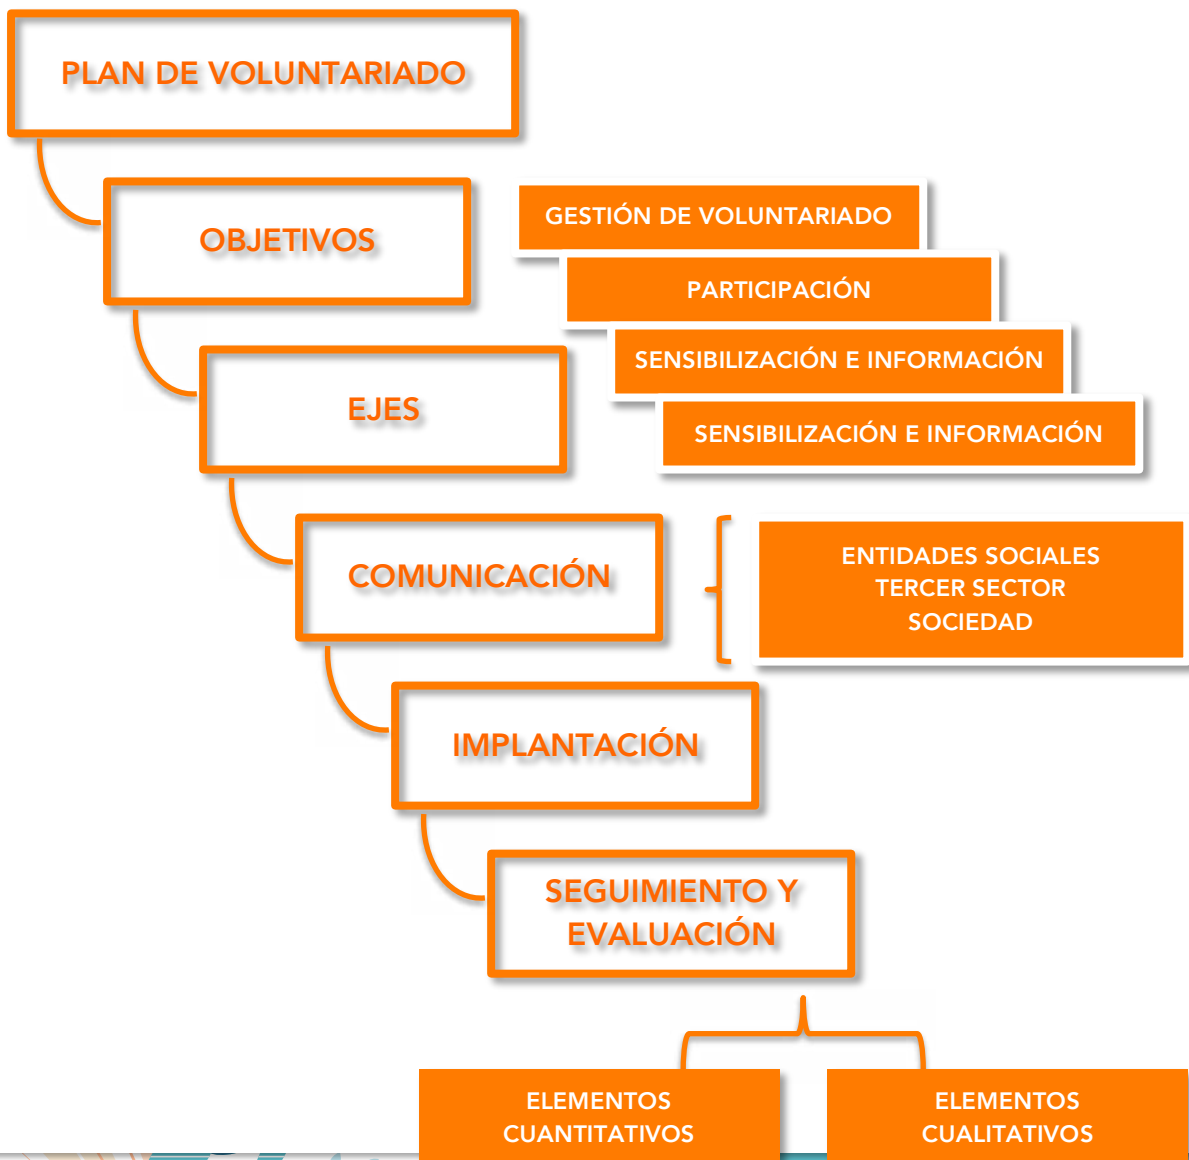 PLAN DE VOLUNTARIADO
OBJETIVOS
GESTIÓN DE VOLUNTARIADO
PARTICIPACIÓN
SENSIBILIZACIÓN E INFORMACIÓN
EJES
SENSIBILIZACIÓN E INFORMACIÓN
COMUNICACIÓN
ENTIDADES SOCIALES
TERCER SECTOR
SOCIEDAD
IMPLANTACIÓN
SEGUIMIENTO Y
EVALUACIÓN
ELEMENTOS
CUANTITATIVOS
ELEMENTOS
CUALITATIVOS